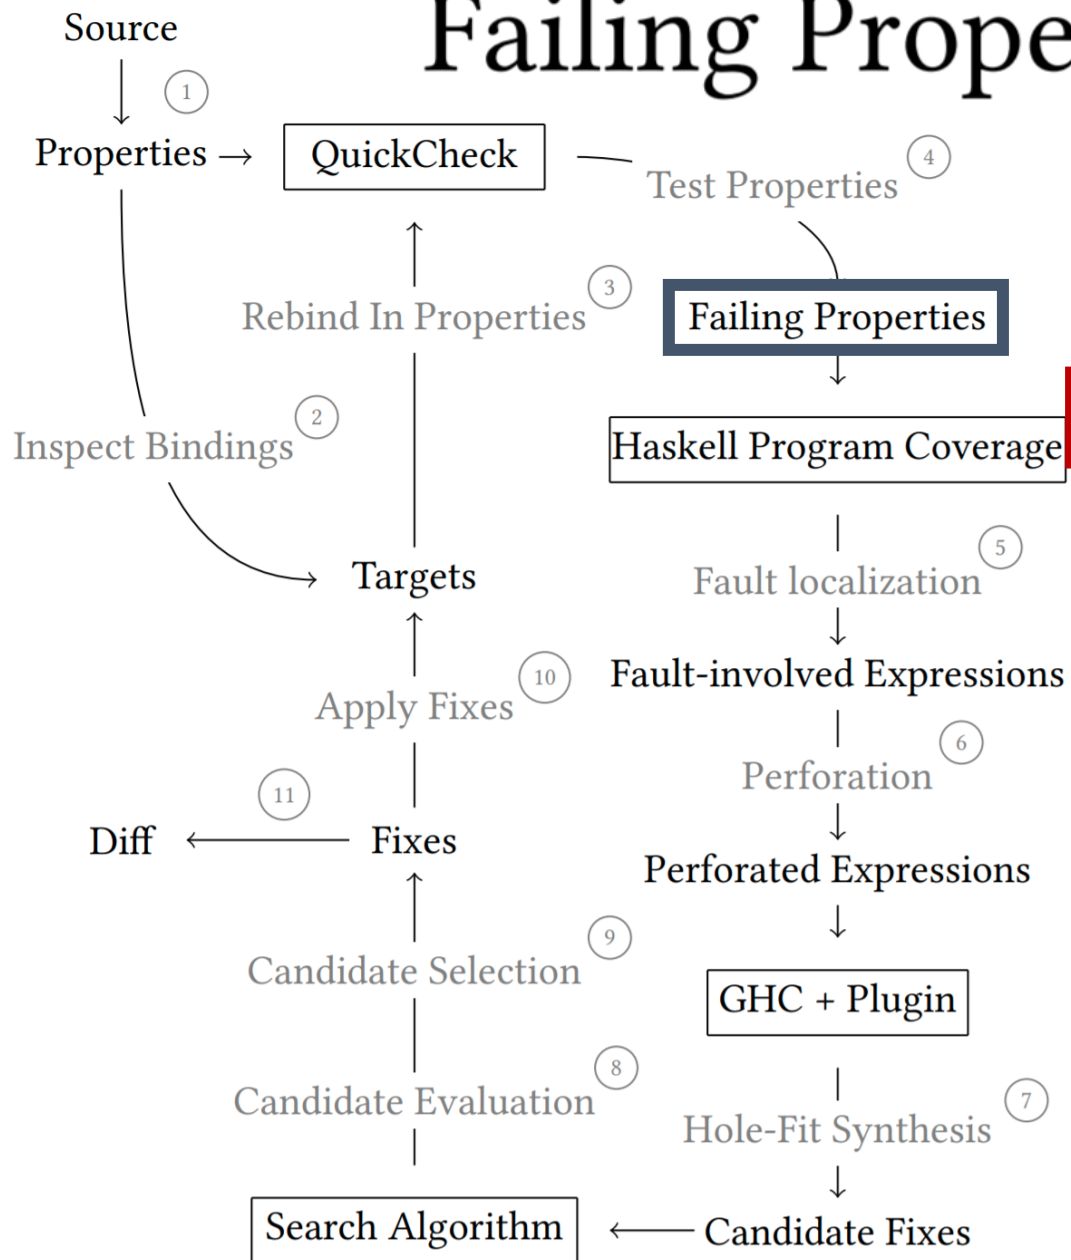 Failing Prope
Source
1
Properties
QuickCheck
Test Properties
4
Rebind In Properties
3
Failing Properties
Inspect Bindings
2
Haskell Program Coverage
Targets
Fault localization
5
Fault-involved Expressions
Apply Fixes
10
Perforation
6
11
Diff
Fixes
Perforated Expressions
Candidate Selection
9
GHC + Plugin
Candidate Evaluation
8
Hole-Fit Synthesis
7
Search Algorithm
Candidate Fixes